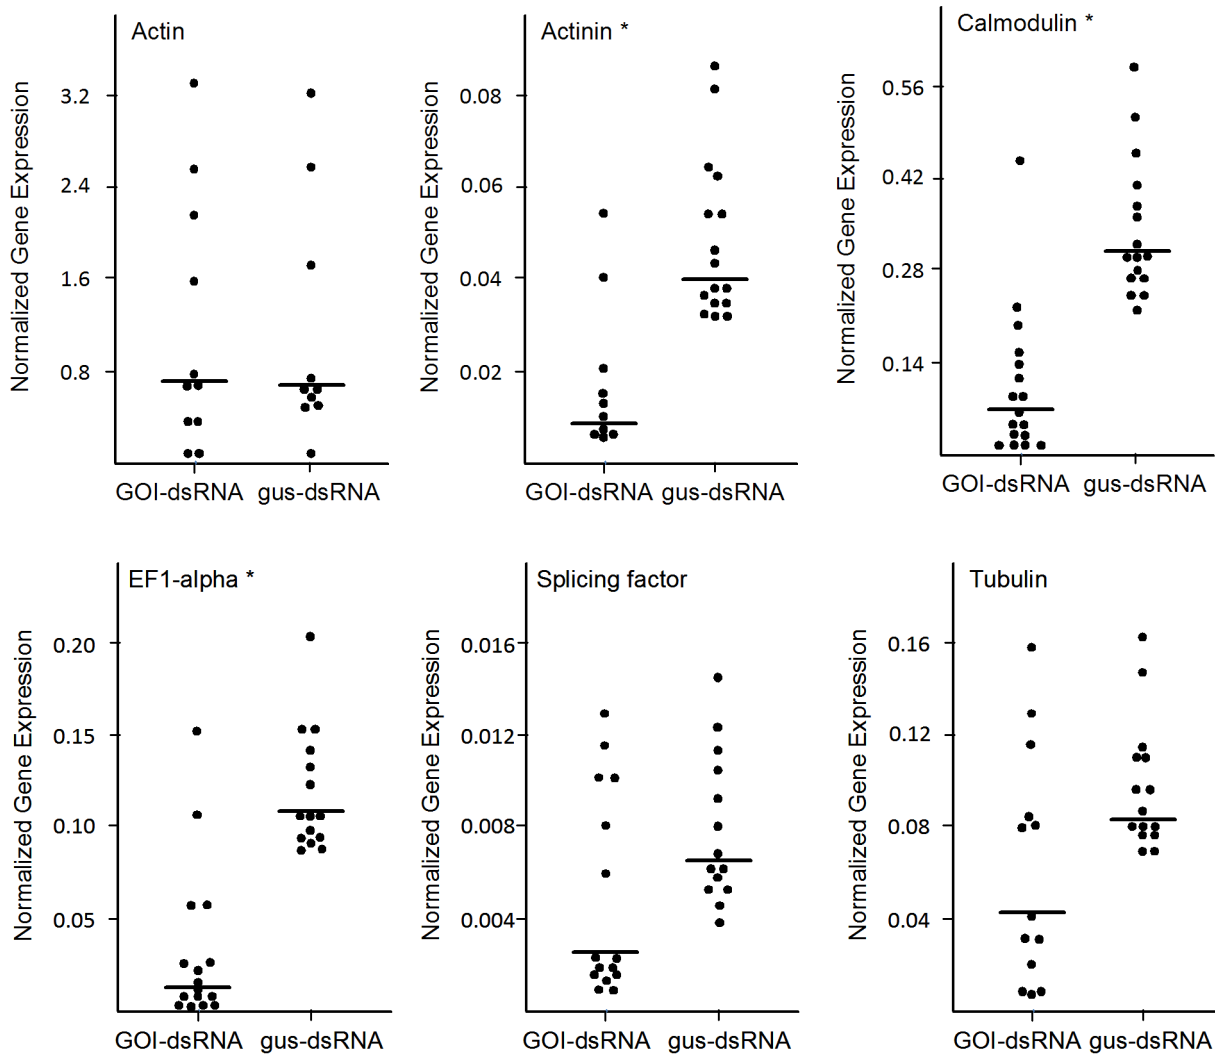 Actin
Normalized Gene Expression
3.2
2.4
1.6
0.8
GOI-dsRNA gus-dsRNA
Actinin *
Normalized Gene Expression
0.08
0.06
0.04
0.02
GOI-dsRNA gus-dsRNA
Calmodulin *
Normalized Gene Expression
0.56
0.42
0.28
0.14
GOI-dsRNA gus-dsRNA
EF1-alpha *
Normalized Gene Expression
0.20
0.15
0.10
0.05
GOI-dsRNA gus-dsRNA
Splicing factor
Normalized Gene Expression
0.016
0.012
0.008
0.004
GOI-dsRNA gus-dsRNA
Tubulin
Normalized Gene Expression
0.16
0.12
0.08
0.04
GOI-dsRNA gus-dsRNA